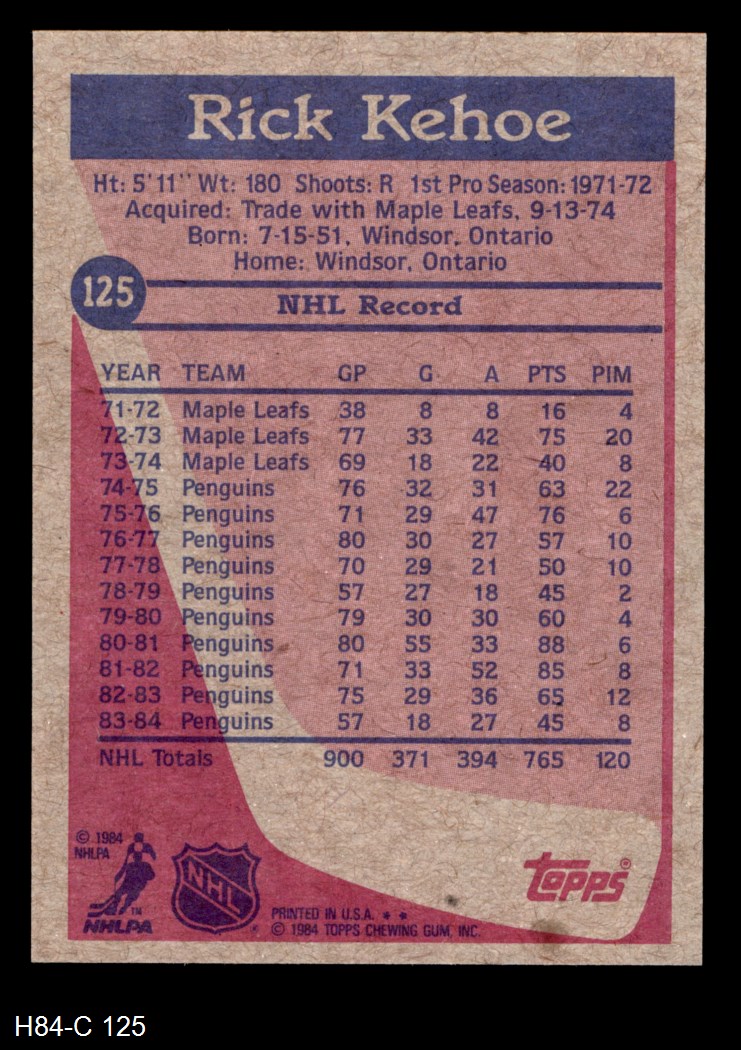 Rick Kehoe
Ht: 5'11" Wt: 180 Shoots: R 1st Pro Season: 1971-72
Acquired: Trade with Maple Leafs, 9-13-74
Born: 7-15-51, Windsor, Ontario
Home: Windsor, Ontario
125
NHL Record
YEAR TEAM GP G A PTS PIM
71-72 Maple Leafs 38 8 8 16 4
72-73 Maple Leafs 77 33 42 75 20
73-74 Maple Leafs 69 18 22 40 8
74-75 Penguins 76 32 31 63 22
75-76 Penguins 71 29 47 76 6
76-77 Penguins 80 30 27 57 10
77-78 Penguins 70 29 21 50 10
78-79 Penguins 57 27 18 45 2
79-80 Penguins 79 30 30 60 4
80-81 Penguins 80 55 33 88 6
81-82 Penguins 71 33 52 85 8
82-83 Penguins 75 29 36 65 12
83-84 Penguins 57 18 27 45 8
NHL Totals 900 371 394 765 120
© 1984
NHLPA
TM
NHLPA
NHL
topps®
PRINTED IN U.S.A. * *
© 1984 TOPPS CHEWING GUM, INC.
H84-C 125